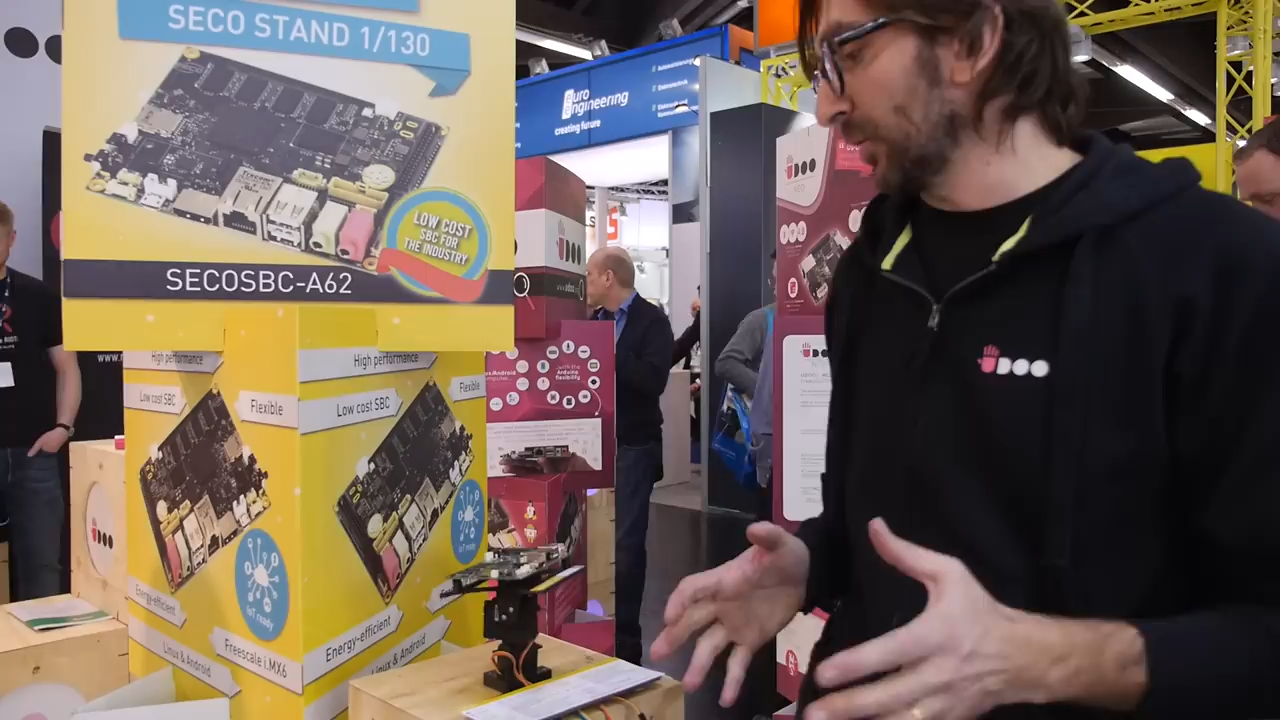 SECO STAND 1/130
LOW COST
SBC FOR
THE INDUSTRY
SECOSBC-A62
High performance
Low cost SBC
Flexible
IoT ready
Energy-efficient
Linux & Android
High performance
Low cost SBC
Flexible
IoT ready
Freescale i.MX6
Energy-efficient
Linux & Android
euro
engineering
creating future
UDOO
UDOO
UDOO
UDOO